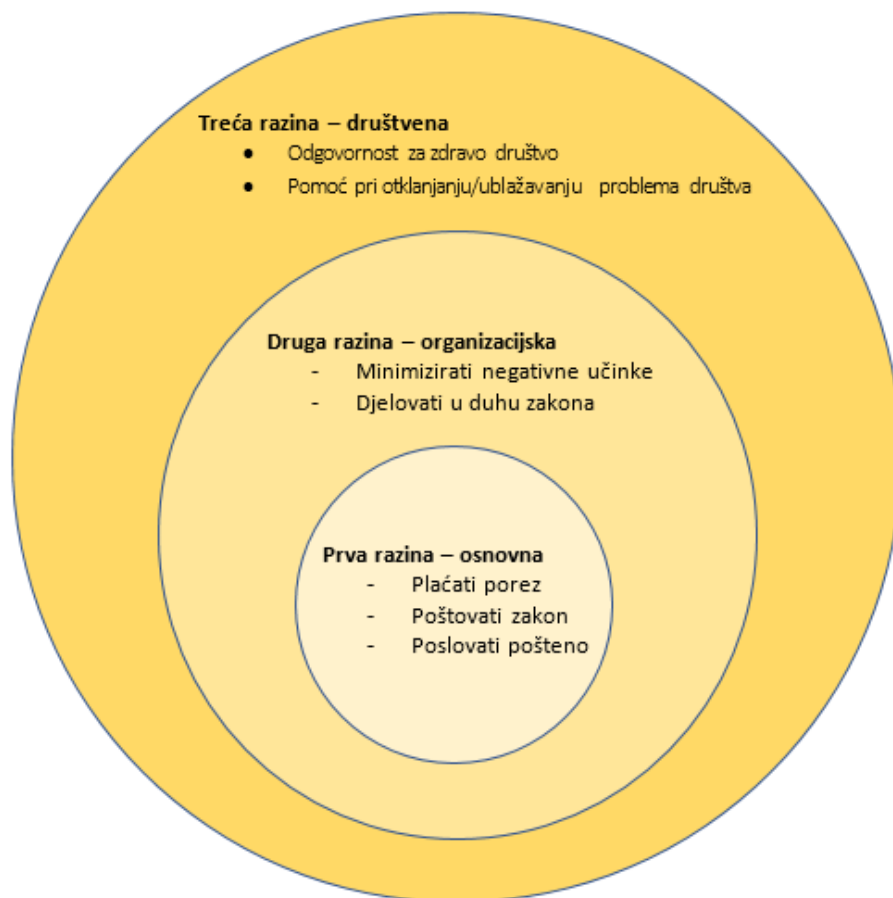 Treća razina – društvena
● Odgovornost za zdravo društvo
● Pomoć pri otklanjanju/ublažavanju problema društva
Druga razina – organizacijska
- Minimizirati negativne učinke
- Djelovati u duhu zakona
Prva razina – osnovna
- Plaćati porez
- Poštovati zakon
- Poslovati pošteno